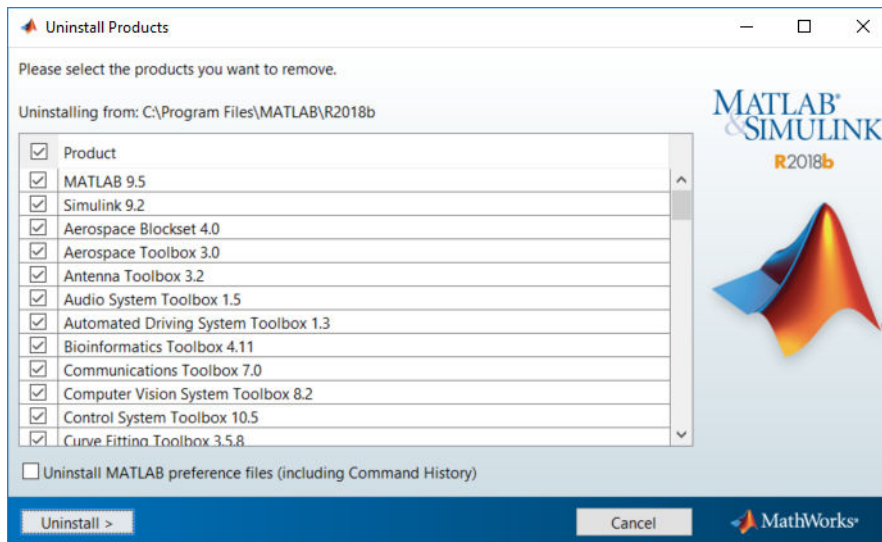 Uninstall Products
Please select the products you want to remove.
Uninstalling from: C:\Program Files\MATLAB\R2018b
Product
MATLAB 9.5
Simulink 9.2
Aerospace Blockset 4.0
Aerospace Toolbox 3.0
Antenna Toolbox 3.2
Audio System Toolbox 1.5
Automated Driving System Toolbox 1.3
Bioinformatics Toolbox 4.11
Communications Toolbox 7.0
Computer Vision System Toolbox 8.2
Control System Toolbox 10.5
Curve Fitting Toolbox 3.5.8
MATLAB®
&SIMULINK
R2018b
Uninstall MATLAB preference files (including Command History)
Uninstall >
Cancel
MathWorks®